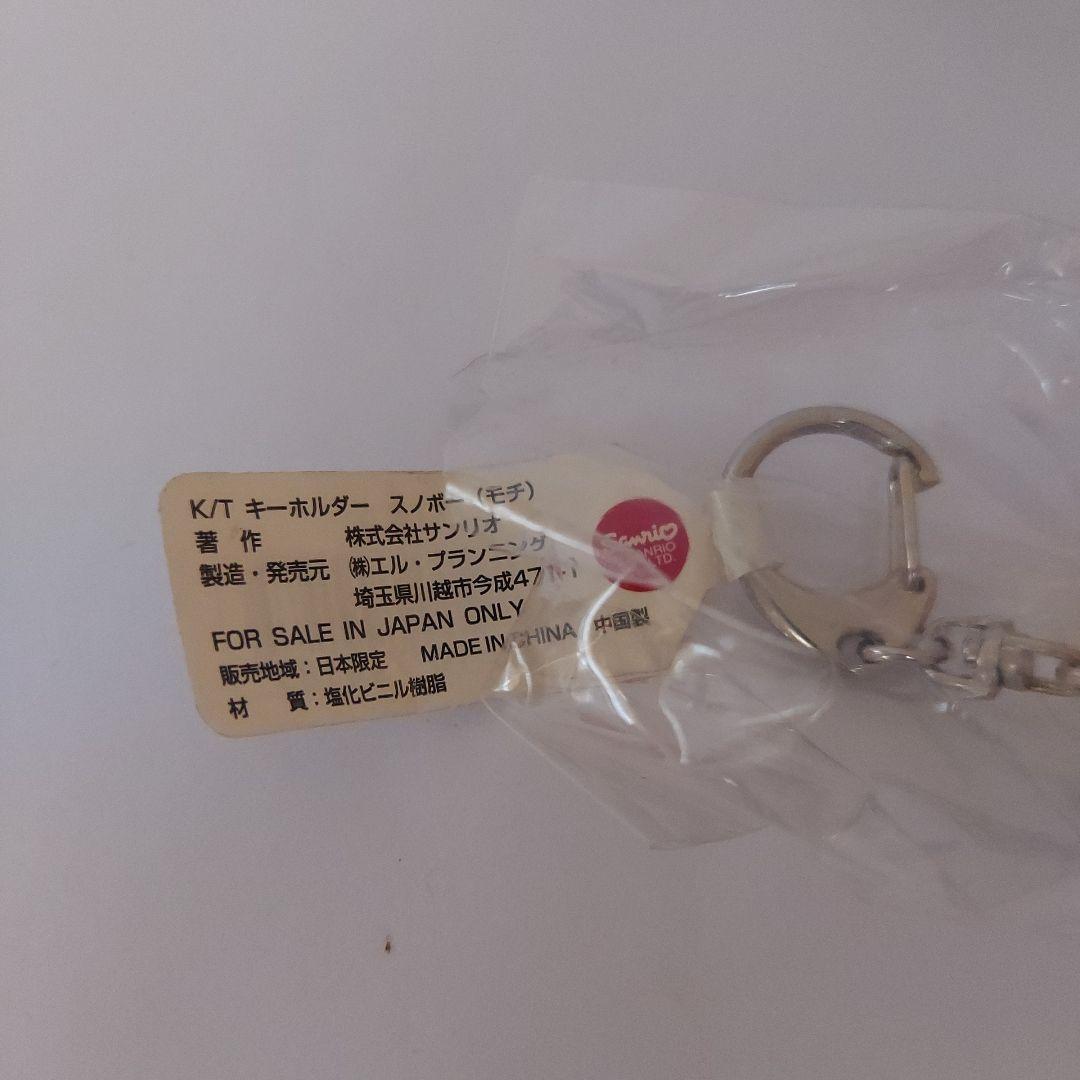 K/T キーホルダー スノボー（モチ）
著 作 株式会社サンリオ
製造・発売元 ㈱エル・プランニング
埼玉県川越市今成47
FOR SALE IN JAPAN ONLY
販売地域：日本限定 MADE IN CHINA 中国製
材 質：塩化ビニル樹脂
Sanrio
SANRIO
LTD.